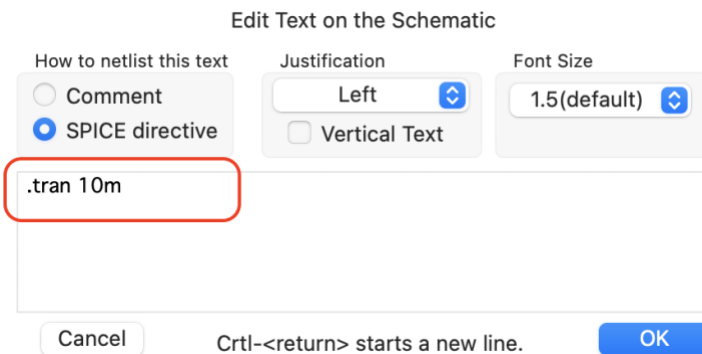 Edit Text on the Schematic
How to netlist this text
Comment
SPICE directive
Justification
Left
Vertical Text
Font Size
1.5(default)
.tran 10m
Cancel
Crtl-<return> starts a new line.
OK